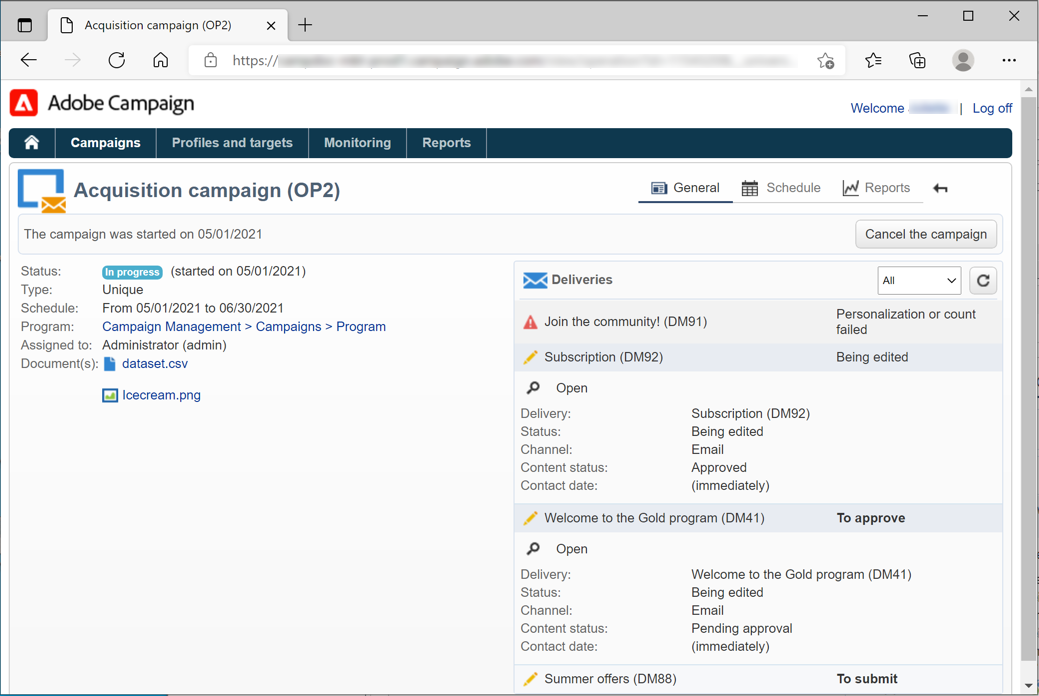 Acquisition campaign (OP2)
https://
Adobe Campaign
Welcome | Log off
Campaigns Profiles and targets Monitoring Reports
Acquisition campaign (OP2)
General Schedule Reports
The campaign was started on 05/01/2021
Cancel the campaign
Status: In progress (started on 05/01/2021)
Type: Unique
Schedule: From 05/01/2021 to 06/30/2021
Program: Campaign Management > Campaigns > Program
Assigned to: Administrator (admin)
Document(s): dataset.csv
Icecream.png
Deliveries All
Join the community! (DM91) Personalization or count
failed
Subscription (DM92) Being edited
Open
Delivery: Subscription (DM92)
Status: Being edited
Channel: Email
Content status: Approved
Contact date: (immediately)
Welcome to the Gold program (DM41) To approve
Open
Delivery: Welcome to the Gold program (DM41)
Status: Being edited
Channel: Email
Content status: Pending approval
Contact date: (immediately)
Summer offers (DM88) To submit